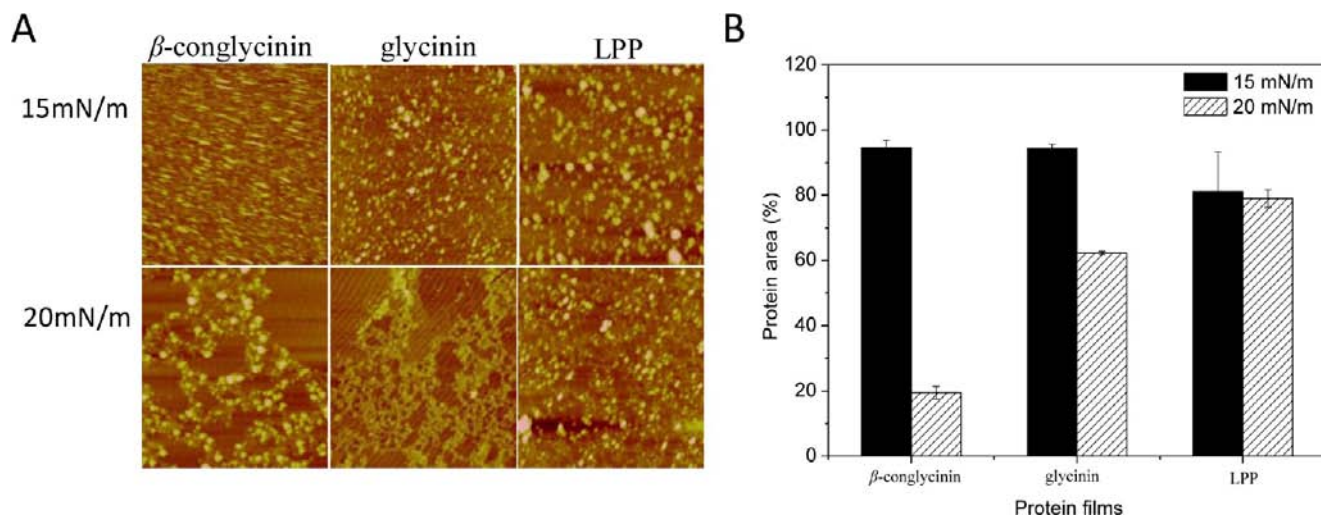 A
β-conglycinin glycinin LPP
15mN/m
20mN/m
B
120
100
80
60
40
20
0
Protein area (%)
15 mN/m
20 mN/m
β-conglycinin glycinin LPP
Protein films